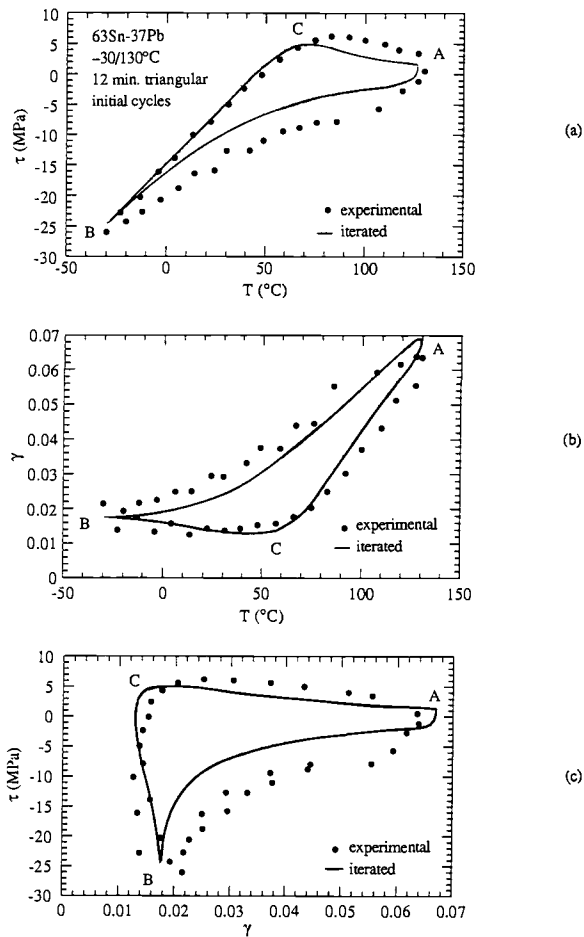 10
C
63Sn-37Pb
–30/130°C
12 min. triangular
initial cycles
A
5
0
-5
-10
-15
-20
-25
-30
τ (MPa)
B
experimental
iterated
-50 0 50 100 150
T (°C)
(a)
0.07
0.06
0.05
0.04
0.03
0.02
0.01
0
γ
A
B
C
experimental
iterated
-50 0 50 100 150
T (°C)
(b)
10
5
0
-5
-10
-15
-20
-25
-30
τ (MPa)
C
A
B
experimental
iterated
0 0.01 0.02 0.03 0.04 0.05 0.06 0.07
γ
(c)